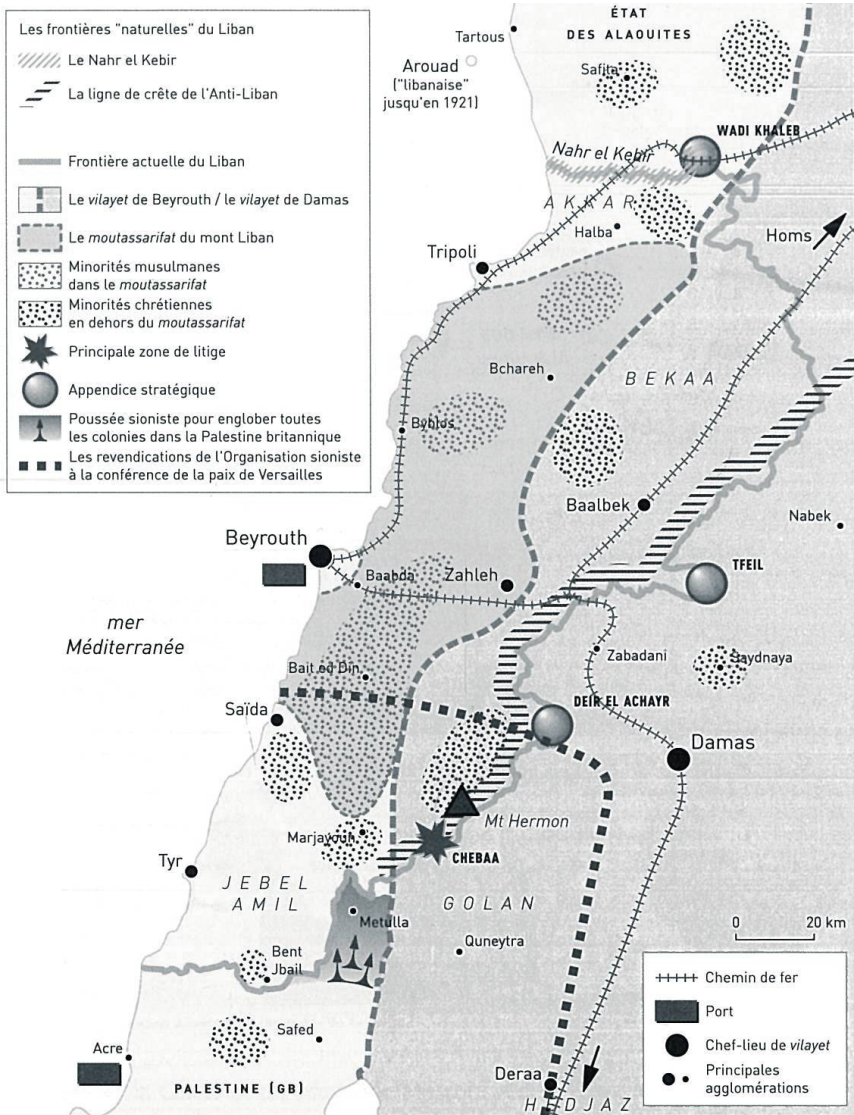 Les frontières "naturelles" du Liban
Le Nahr el Kebir
La ligne de crête de l'Anti-Liban
Frontière actuelle du Liban
Le vilayet de Beyrouth / le vilayet de Damas
Le moutassarifat du mont Liban
Minorités musulmanes
dans le moutassarifat
Minorités chrétiennes
en dehors du moutassarifat
Principale zone de litige
Appendice stratégique
Poussée sioniste pour englober toutes
les colonies dans la Palestine britannique
Les revendications de l'Organisation sioniste
à la conférence de la paix de Versailles
ÉTAT
DES ALAOUITES
Tartous
Arouad
("libanaise"
jusqu'en 1921)
Safita
WADI KHALEB
Nahr el Kebir
AKKAR
Halba
Homs
Tripoli
Bchareh
BEKAA
Byblos
Baalbek
Nabek
Beyrouth
Baabda
Zahleh
TFEIL
mer
Méditerranée
Zabadani
Saydnaya
Bait ed Din
Saïda
DEIR EL ACHAYR
Damas
Mt Hermon
Marjayoun
CHEBAA
Tyr
JEBEL
AMIL
GOLAN
Metulla
0 20 km
Quneytra
Bent
Jbail
Safed
Acre
PALESTINE (GB)
Deraa
HIDJAZ
Chemin de fer
Port
Chef-lieu de vilayet
Principales
agglomérations